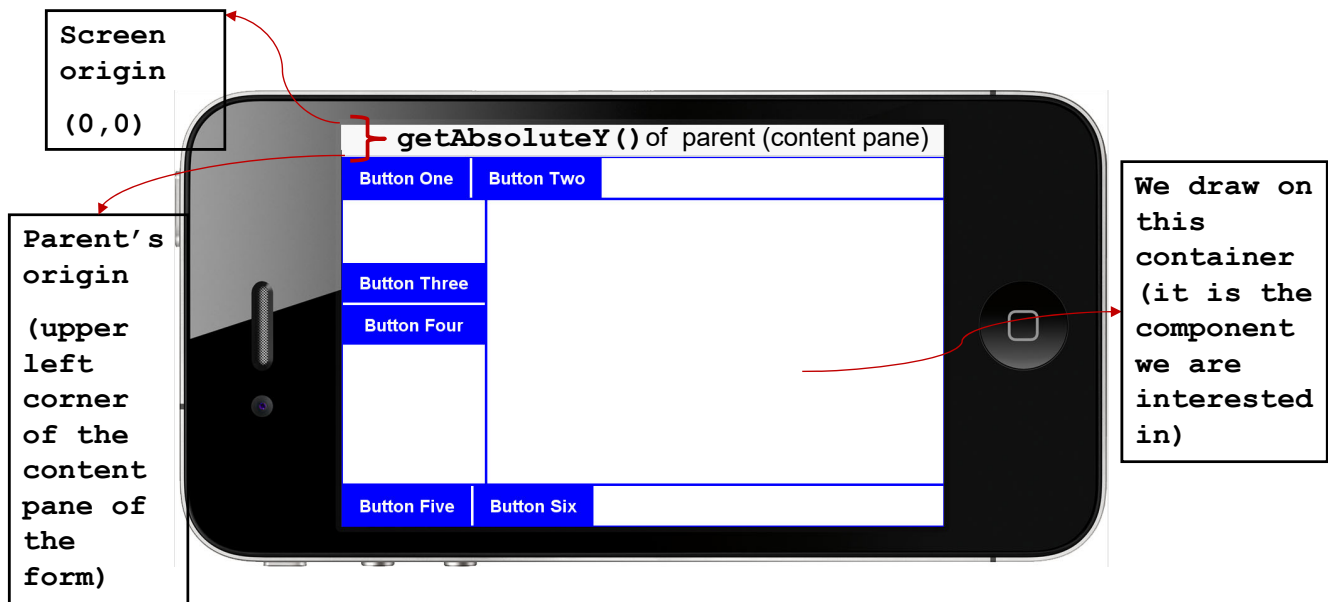 Screen
origin
(0,0)
getAbsoluteY() of parent (content pane)
Button One Button Two
Button Three
Button Four
Button Five Button Six
Parent’s
origin
(upper
left
corner
of the
content
pane of
the
form)
We draw on
this
container
(it is the
component
we are
interested
in)